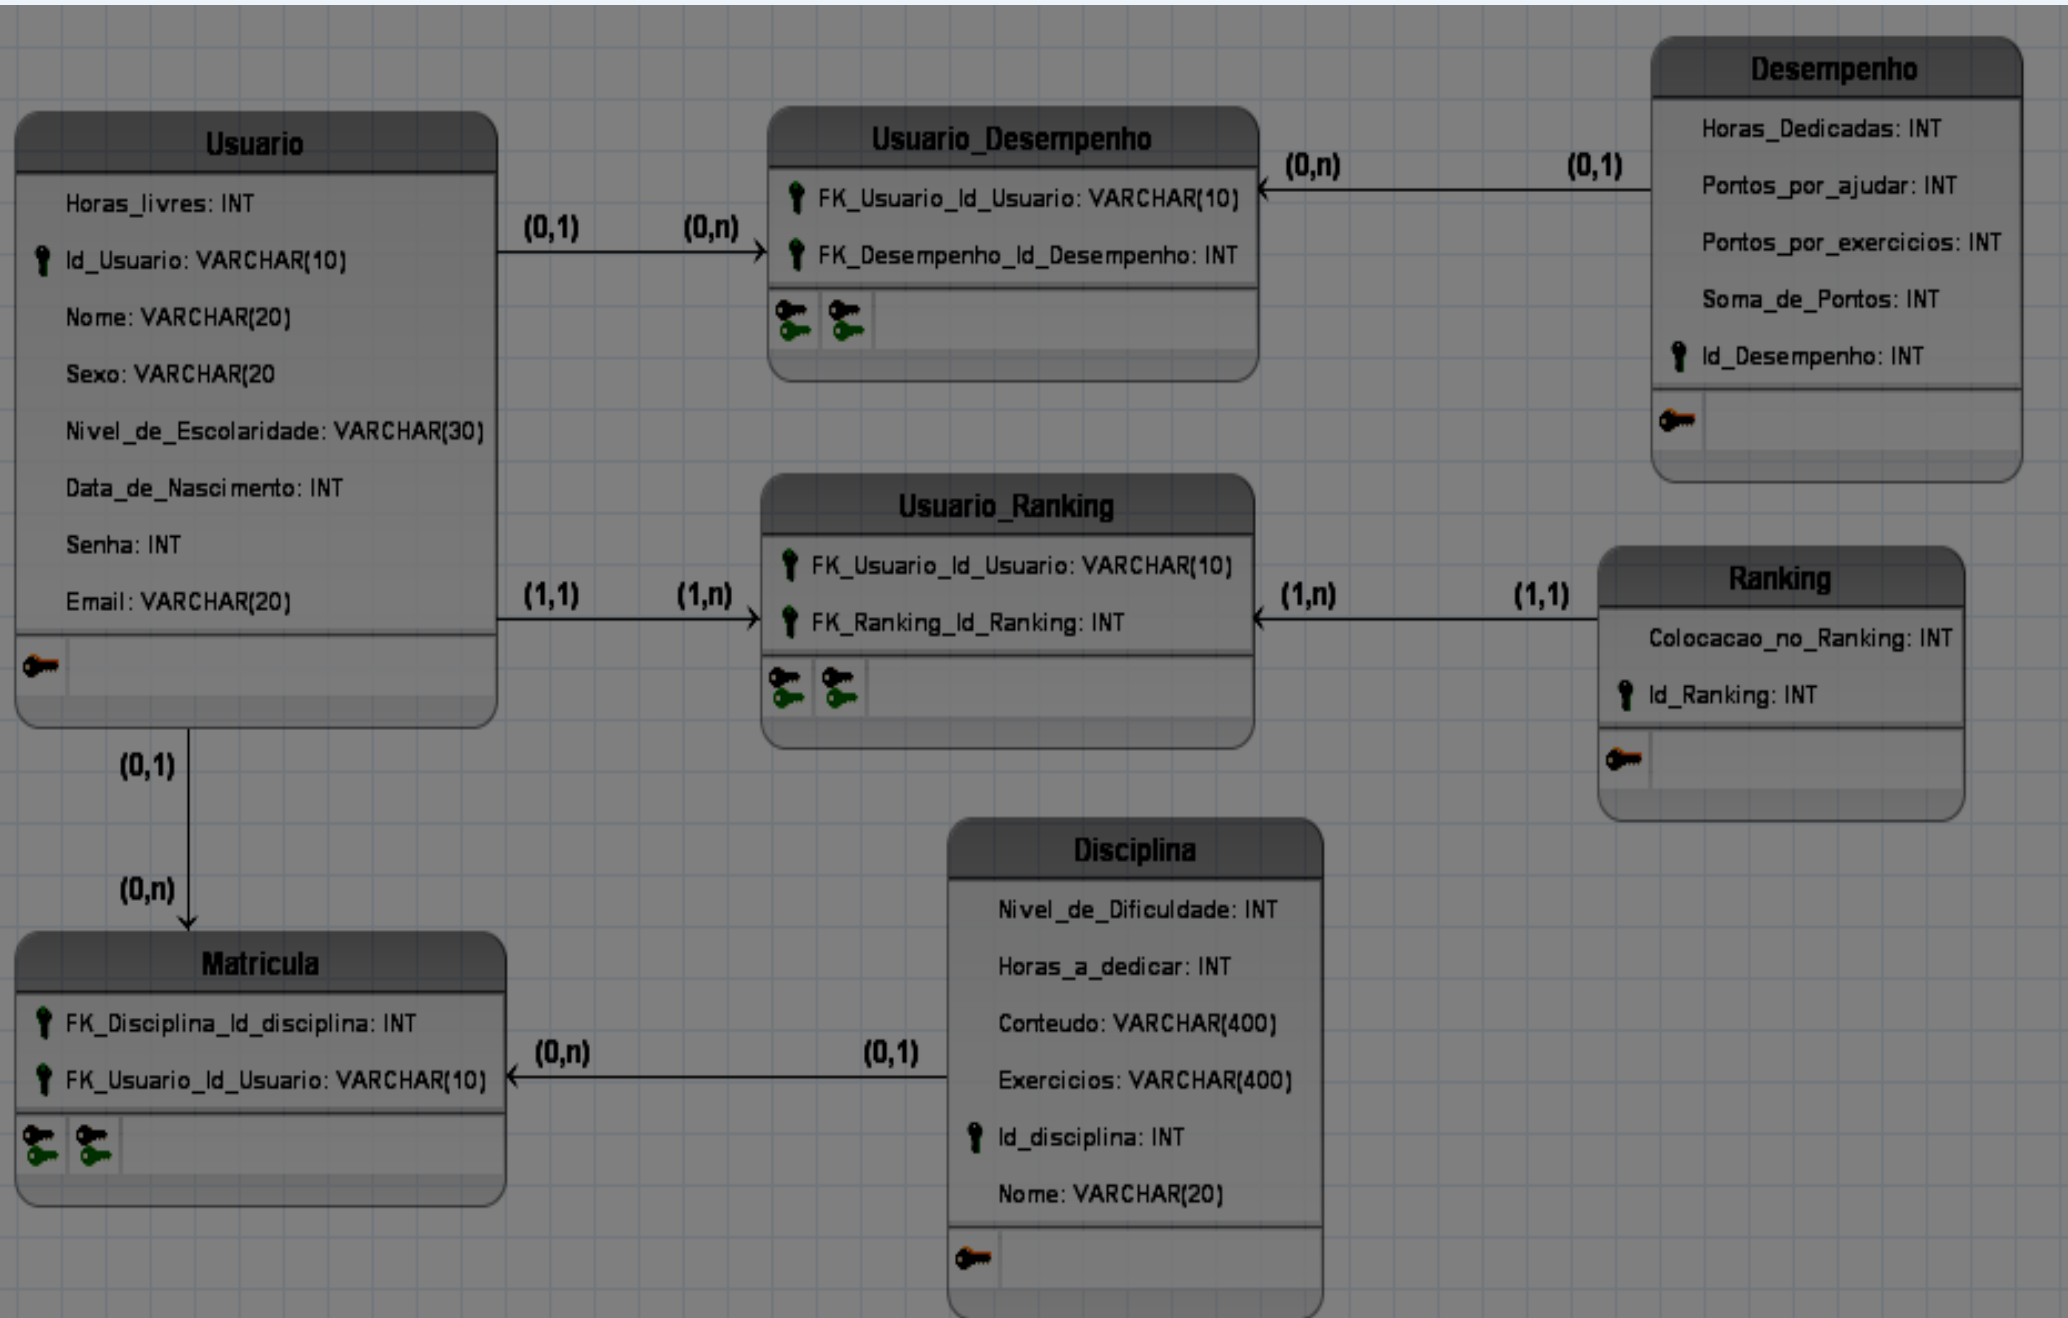 Usuario
Horas_livres: INT
Id_Usuario: VARCHAR(10)
Nome: VARCHAR(20)
Sexo: VARCHAR(20
Nivel_de_Escolaridade: VARCHAR(30)
Data_de_Nascimento: INT
Senha: INT
Email: VARCHAR(20)
(0,1)
(0,n)
Usuario_Desempenho
FK_Usuario_Id_Usuario: VARCHAR(10)
FK_Desempenho_Id_Desempenho: INT
(0,n)
(0,1)
Desempenho
Horas_Dedicadas: INT
Pontos_por_ajudar: INT
Pontos_por_exercicios: INT
Soma_de_Pontos: INT
Id_Desempenho: INT
(1,1)
(1,n)
Usuario_Ranking
FK_Usuario_Id_Usuario: VARCHAR(10)
FK_Ranking_Id_Ranking: INT
(1,n)
(1,1)
Ranking
Colocacao_no_Ranking: INT
Id_Ranking: INT
(0,1)
(0,n)
Matricula
FK_Disciplina_Id_disciplina: INT
FK_Usuario_Id_Usuario: VARCHAR(10)
(0,n)
(0,1)
Disciplina
Nivel_de_Dificuldade: INT
Horas_a_dedicar: INT
Conteudo: VARCHAR(400)
Exercicios: VARCHAR(400)
Id_disciplina: INT
Nome: VARCHAR(20)